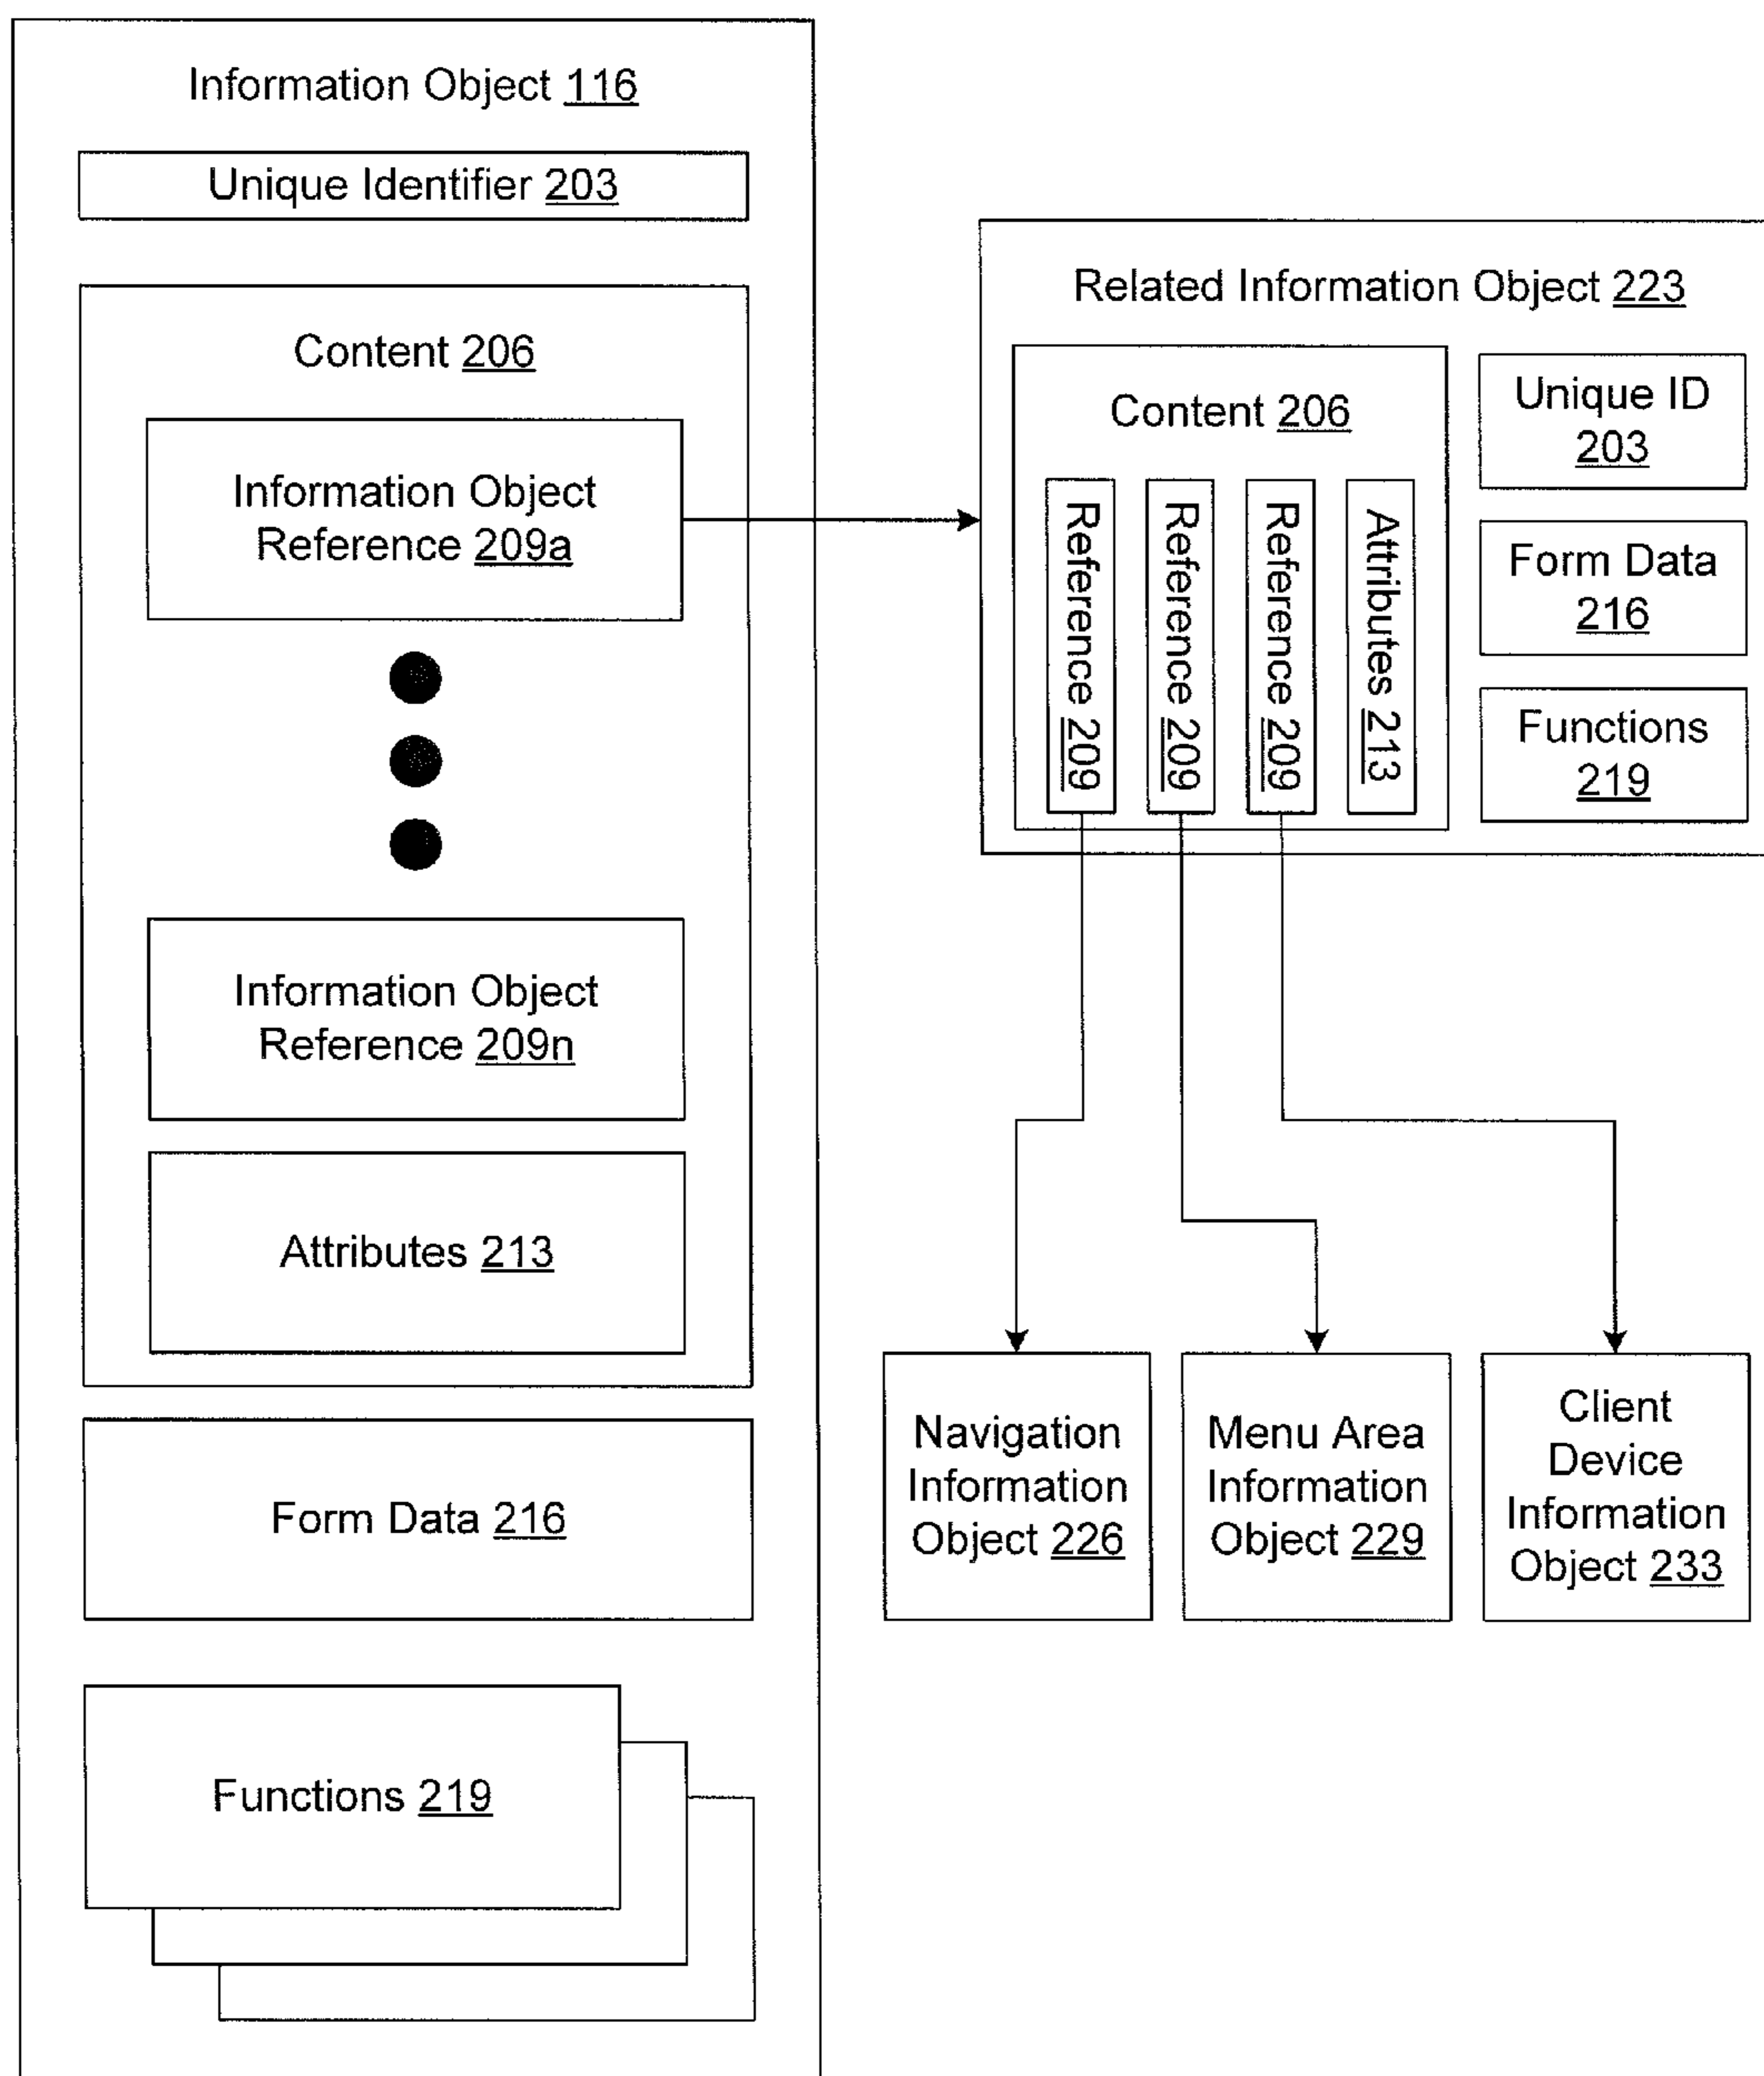 Information Object 116
Unique Identifier 203
Content 206
Information Object
Reference 209a
Information Object
Reference 209n
Attributes 213
Form Data 216
Functions 219
Related Information Object 223
Content 206
Reference 209
Reference 209
Reference 209
Attributes 213
Unique ID
203
Form Data
216
Functions
219
Navigation
Information
Object 226
Menu Area
Information
Object 229
Client
Device
Information
Object 233